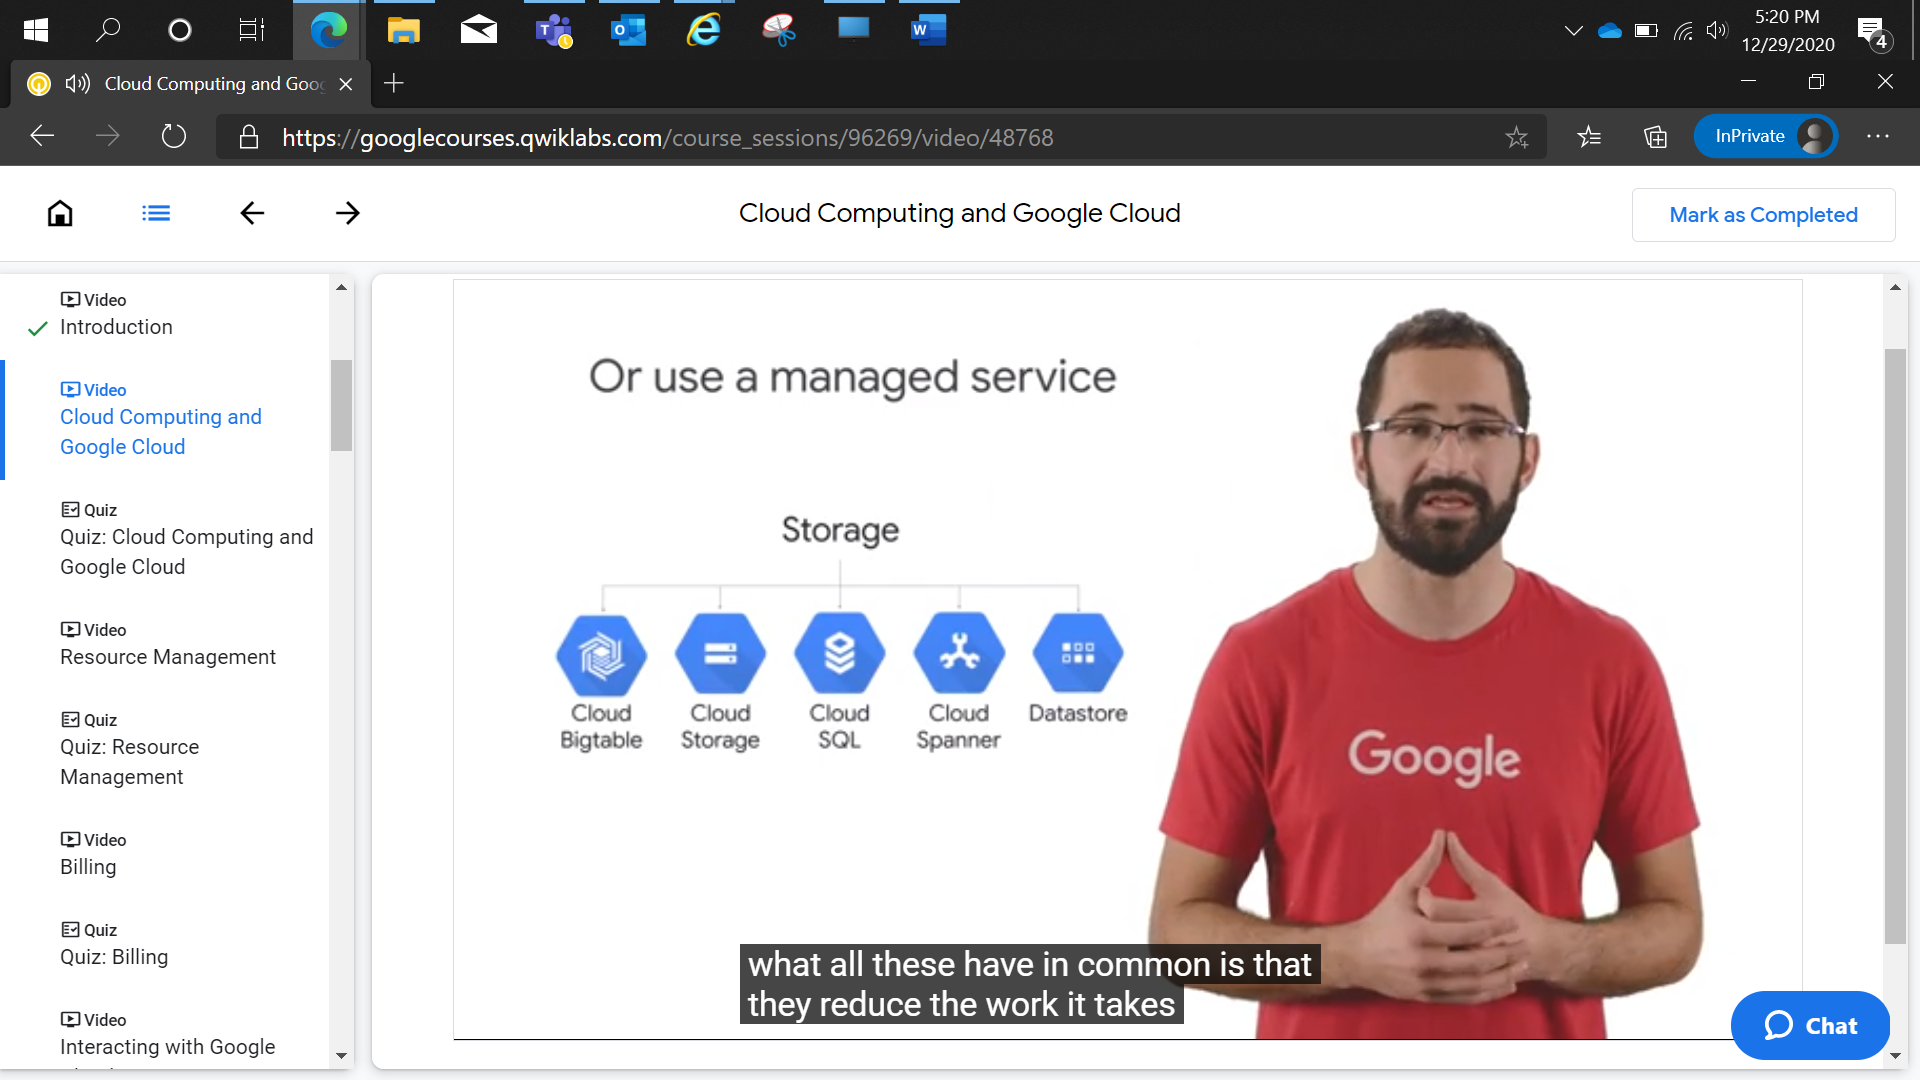 5:20 PM
12/29/2020
4
Cloud Computing and Goo
https://googlecourses.qwiklabs.com/course_sessions/96269/video/48768
InPrivate
Cloud Computing and Google Cloud
Mark as Completed
Video
Introduction
Video
Cloud Computing and
Google Cloud
Quiz
Quiz: Cloud Computing and
Google Cloud
Video
Resource Management
Quiz
Quiz: Resource
Management
Video
Billing
Quiz
Quiz: Billing
Video
Interacting with Google
Or use a managed service
Storage
Cloud
Bigtable
Cloud
Storage
Cloud
SQL
Cloud
Spanner
Datastore
Google
what all these have in common is that
they reduce the work it takes
Chat